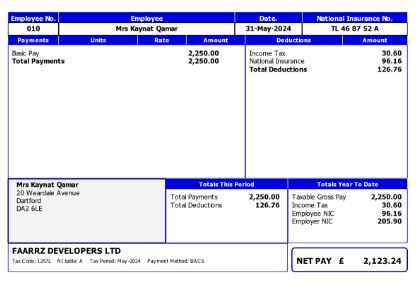 Employee No. Employee Date. National Insurance No.
010 Mrs Kaynat Qamar 31-May-2024 TL 46 87 52 A
Payments Units Rate Amount Deductions Amount
Basic Pay 2,250.00 Income Tax 30.60
Total Payments 2,250.00 National Insurance 96.16
Total Deductions 126.76
Mrs Kaynat Qamar Totals This Period Totals Year To Date
20 Weardale Avenue Total Payments 2,250.00 Taxable Gross Pay 2,250.00
Dartford Total Deductions 126.76 Income Tax 30.60
DA2 6LE Employee NIC 96.16
Employer NIC 205.90
FAARRZ DEVELOPERS LTD
Tax Code: 1257L NI table: A Tax Period: May-2024 Payment Method: BACS
NET PAY £ 2,123.24